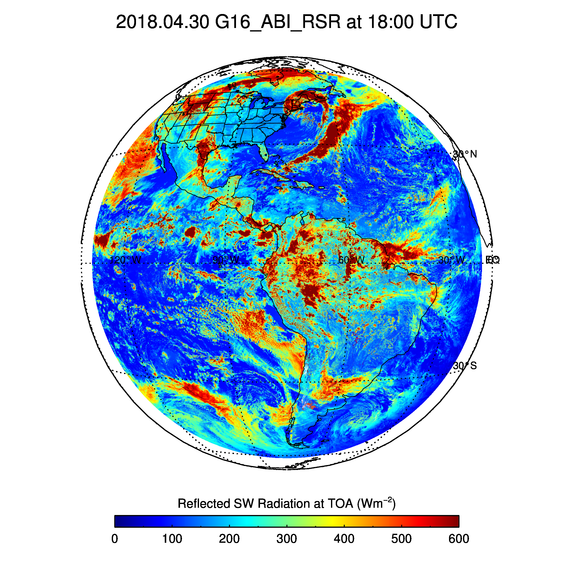 2018.04.30 G16_ABI_RSR at 18:00 UTC
30°N
30°W
30°S
Reflected SW Radiation at TOA (Wm⁻²)
0 100 200 300 400 500 600